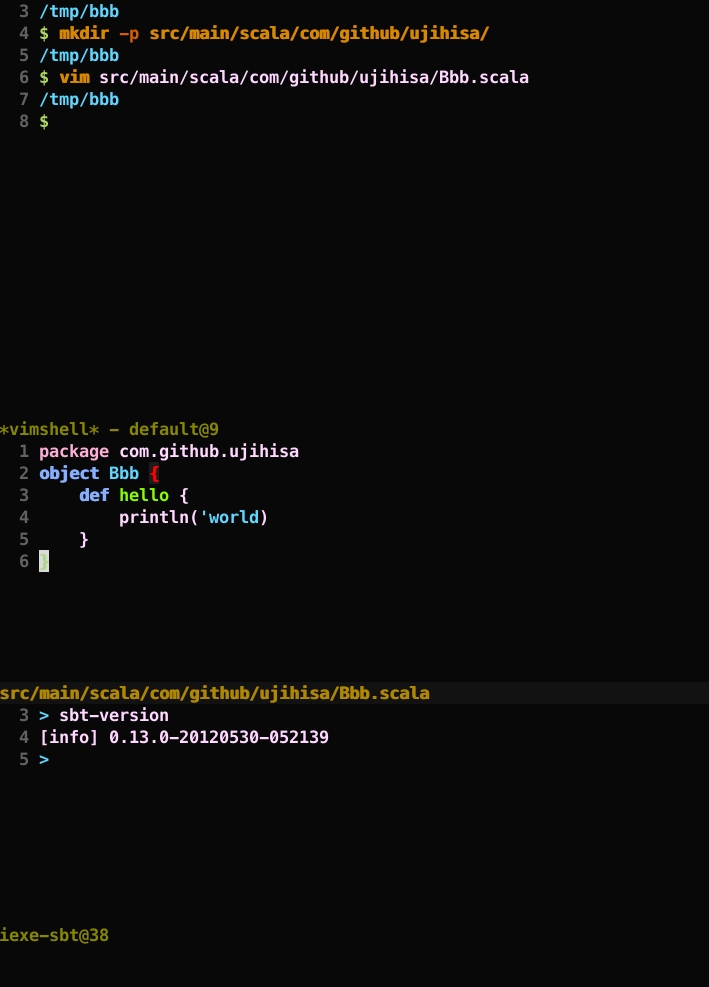 3 /tmp/bbb
4 $ mkdir -p src/main/scala/com/github/ujihisa/
5 /tmp/bbb
6 $ vim src/main/scala/com/github/ujihisa/Bbb.scala
7 /tmp/bbb
8 $
*vimshell* - default@9
1 package com.github.ujihisa
2 object Bbb {
3     def hello {
4         println('world)
5     }
6 }
src/main/scala/com/github/ujihisa/Bbb.scala
3 > sbt-version
4 [info] 0.13.0-20120530-052139
5 >
iexe-sbt@38